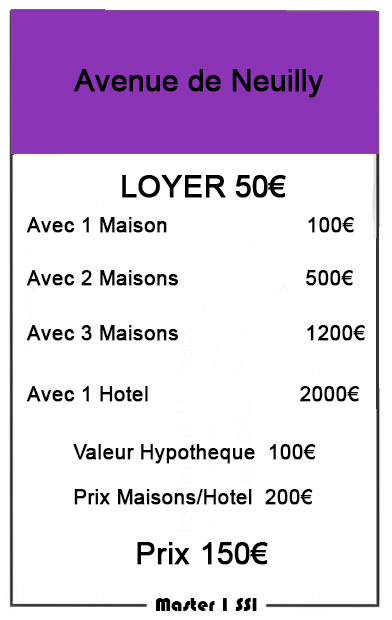 Avenue de Neuilly
LOYER 50€
Avec 1 Maison 100€
Avec 2 Maisons 500€
Avec 3 Maisons 1200€
Avec 1 Hotel 2000€
Valeur Hypotheque 100€
Prix Maisons/Hotel 200€
Prix 150€
Master 1 SSI